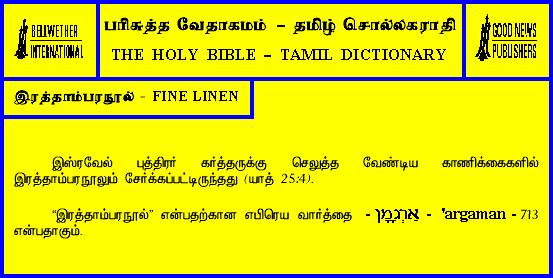 BELLWETHER
INTERNATIONAL
பரிசுத்த வேதாகமம் – தமிழ் சொல்லகராதி
THE HOLY BIBLE – TAMIL DICTIONARY
GOOD NEWS
PUBLISHERS
இரத்தாம்பரநூல் - FINE LINEN
இஸ்ரவேல் புத்திரர் கர்த்தருக்கு செலுத்த வேண்டிய காணிக்கைகளில்
இரத்தாம்பரநூலும் சேர்க்கப்பட்டிருந்தது (யாத் 25:4).
“இரத்தாம்பரநூல்” என்பதற்கான எபிரெய வார்த்தை - אַרְגָּמָן - 'argaman - 713
என்பதாகும்.